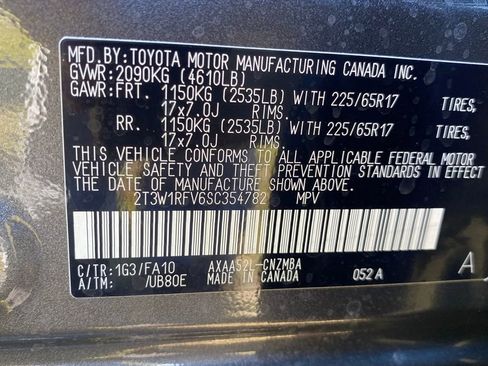 MFD.BY:TOYOTA MOTOR MANUFACTURING CANADA INC.
GVWR:2090KG (4610LB)
GAWR:FRT. 1150KG (2535LB) WITH 225/65R17 TIRES,
17x7.0J RIMS.
RR. 1150KG (2535LB) WITH 225/65R17 TIRES,
17x7.0J RIMS.
THIS VEHICLE CONFORMS TO ALL APPLICABLE FEDERAL MOTOR
VEHICLE SAFETY AND THEFT PREVENTION STANDARDS IN EFFECT
ON THE DATE OF MANUFACTURE SHOWN ABOVE.
2T3W1RFV6SC354782 MPV
C/TR:1G3/FA10 AXAA52L-CNZMBA
A/TM: /UB80E MADE IN CANADA 052A A